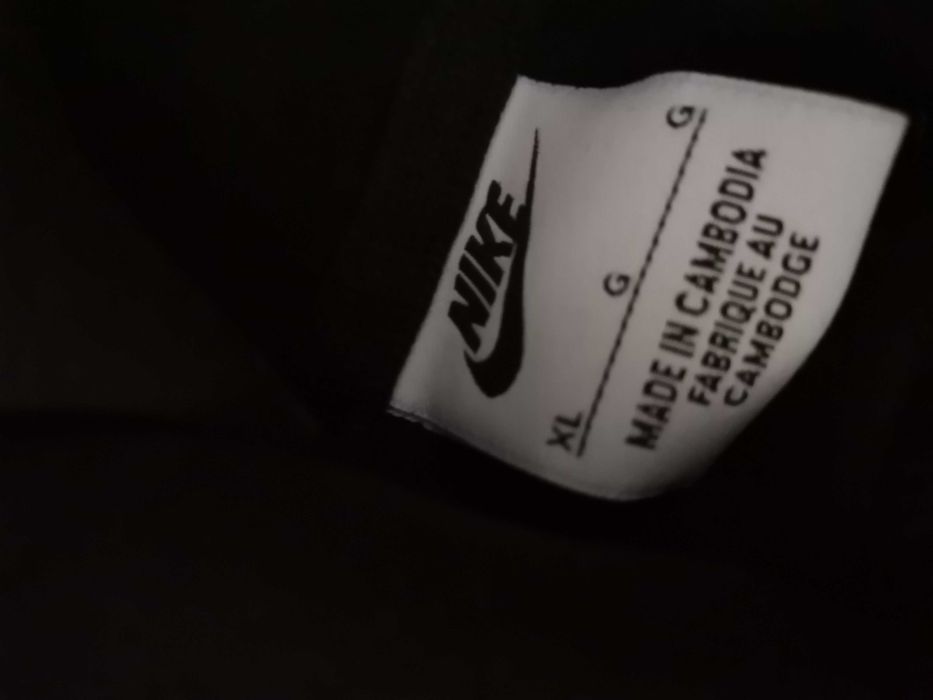 NIKE
XL G G
MADE IN CAMBODIA
FABRIQUE AU
CAMBODGE